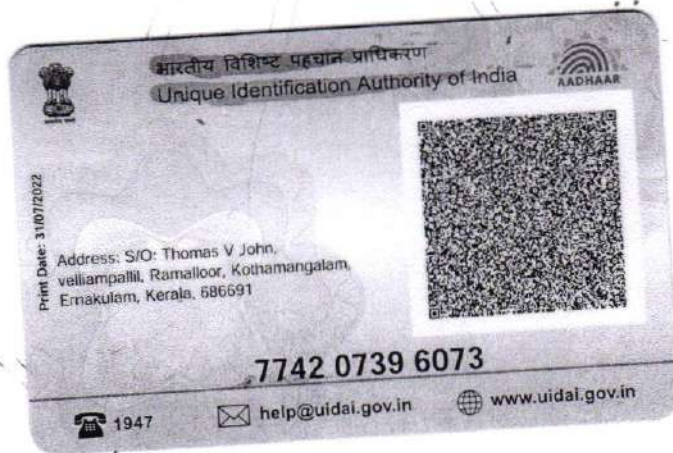 भारतीय विशिष्ट पहचान प्राधिकरण
Unique Identification Authority of India
AADHAAR
Print Date: 31/07/2022
Address: S/O: Thomas V John,
velliampallil, Ramalloor, Kothamangalam,
Ernakulam, Kerala, 686691
7742 0739 6073
1947
help@uidai.gov.in
www.uidai.gov.in